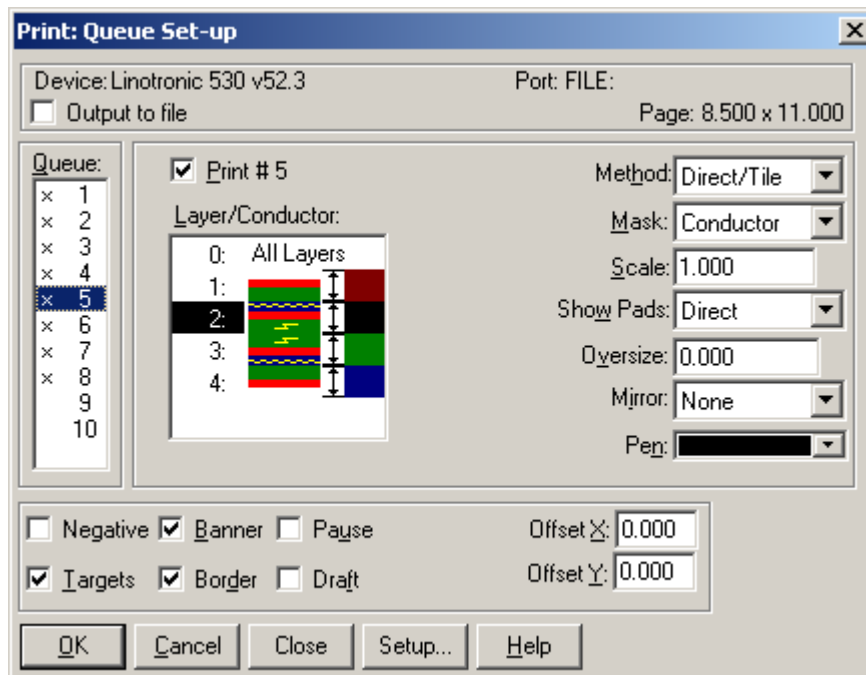 Print: Queue Set-up
Device: Linotronic 530 v52.3 Port: FILE:
Output to file Page: 8.500 x 11.000
Queue:
× 1
× 2
× 3
× 4
× 5
× 6
× 7
× 8
9
10
Print # 5
Layer/Conductor:
0: All Layers
1:
2:
3:
4:
Method: Direct/Tile
Mask: Conductor
Scale: 1.000
Show Pads: Direct
Oversize: 0.000
Mirror: None
Pen:
Negative Banner Pause Offset X: 0.000
Targets Border Draft Offset Y: 0.000
OK Cancel Close Setup... Help